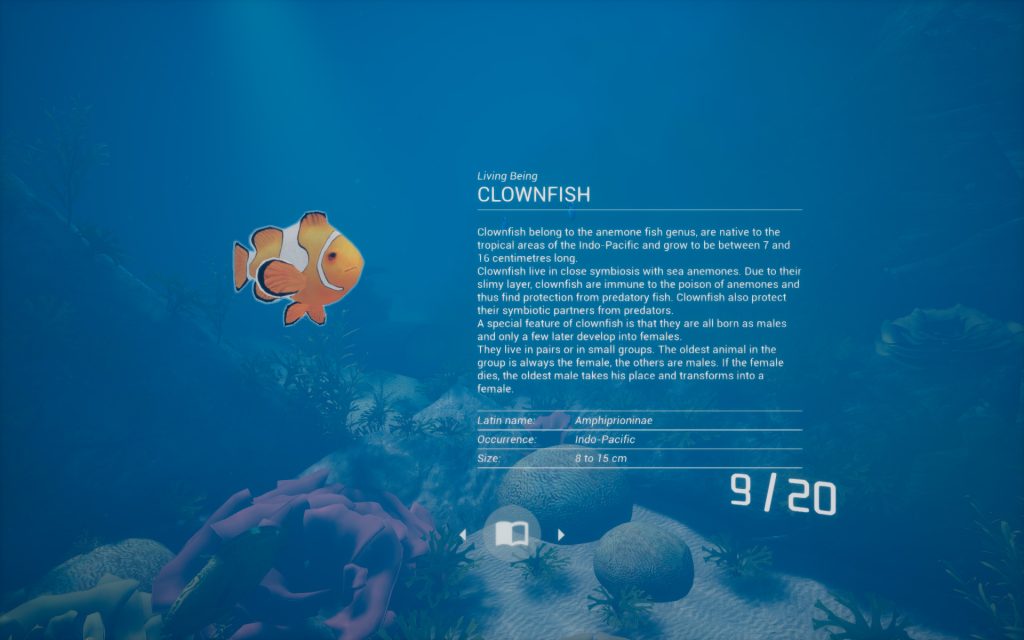 Living Being
CLOWNFISH
Clownfish belong to the anemone fish genus, are native to the
tropical areas of the Indo-Pacific and grow to be between 7 and
16 centimetres long.
Clownfish live in close symbiosis with sea anemones. Due to their
slimy layer, clownfish are immune to the poison of anemones and
thus find protection from predatory fish. Clownfish also protect
their symbiotic partners from predators.
A special feature of clownfish is that they are all born as males
and only a few later develop into females.
They live in pairs or in small groups. The oldest animal in the
group is always the female, the others are males. If the female
dies, the oldest male takes his place and transforms into a
female.
Latin name: Amphiprioninae
Occurrence: Indo-Pacific
Size: 8 to 15 cm
9/20